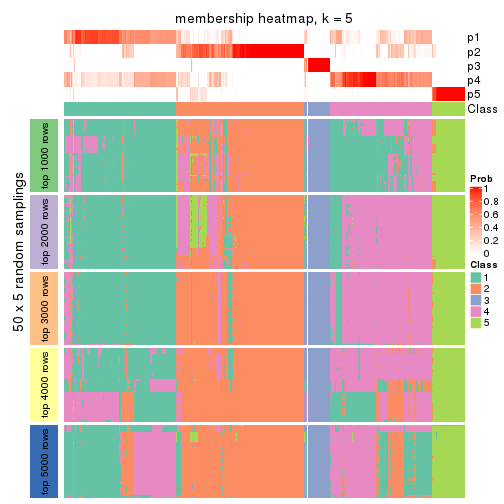 membership heatmap, k = 5
p1
p2
p3
p4
p5
Class
50 x 5 random samplings
top 1000 rows
top 2000 rows
top 3000 rows
top 4000 rows
top 5000 rows
Prob
1
0.8
0.6
0.4
0.2
0
Class
1
2
3
4
5